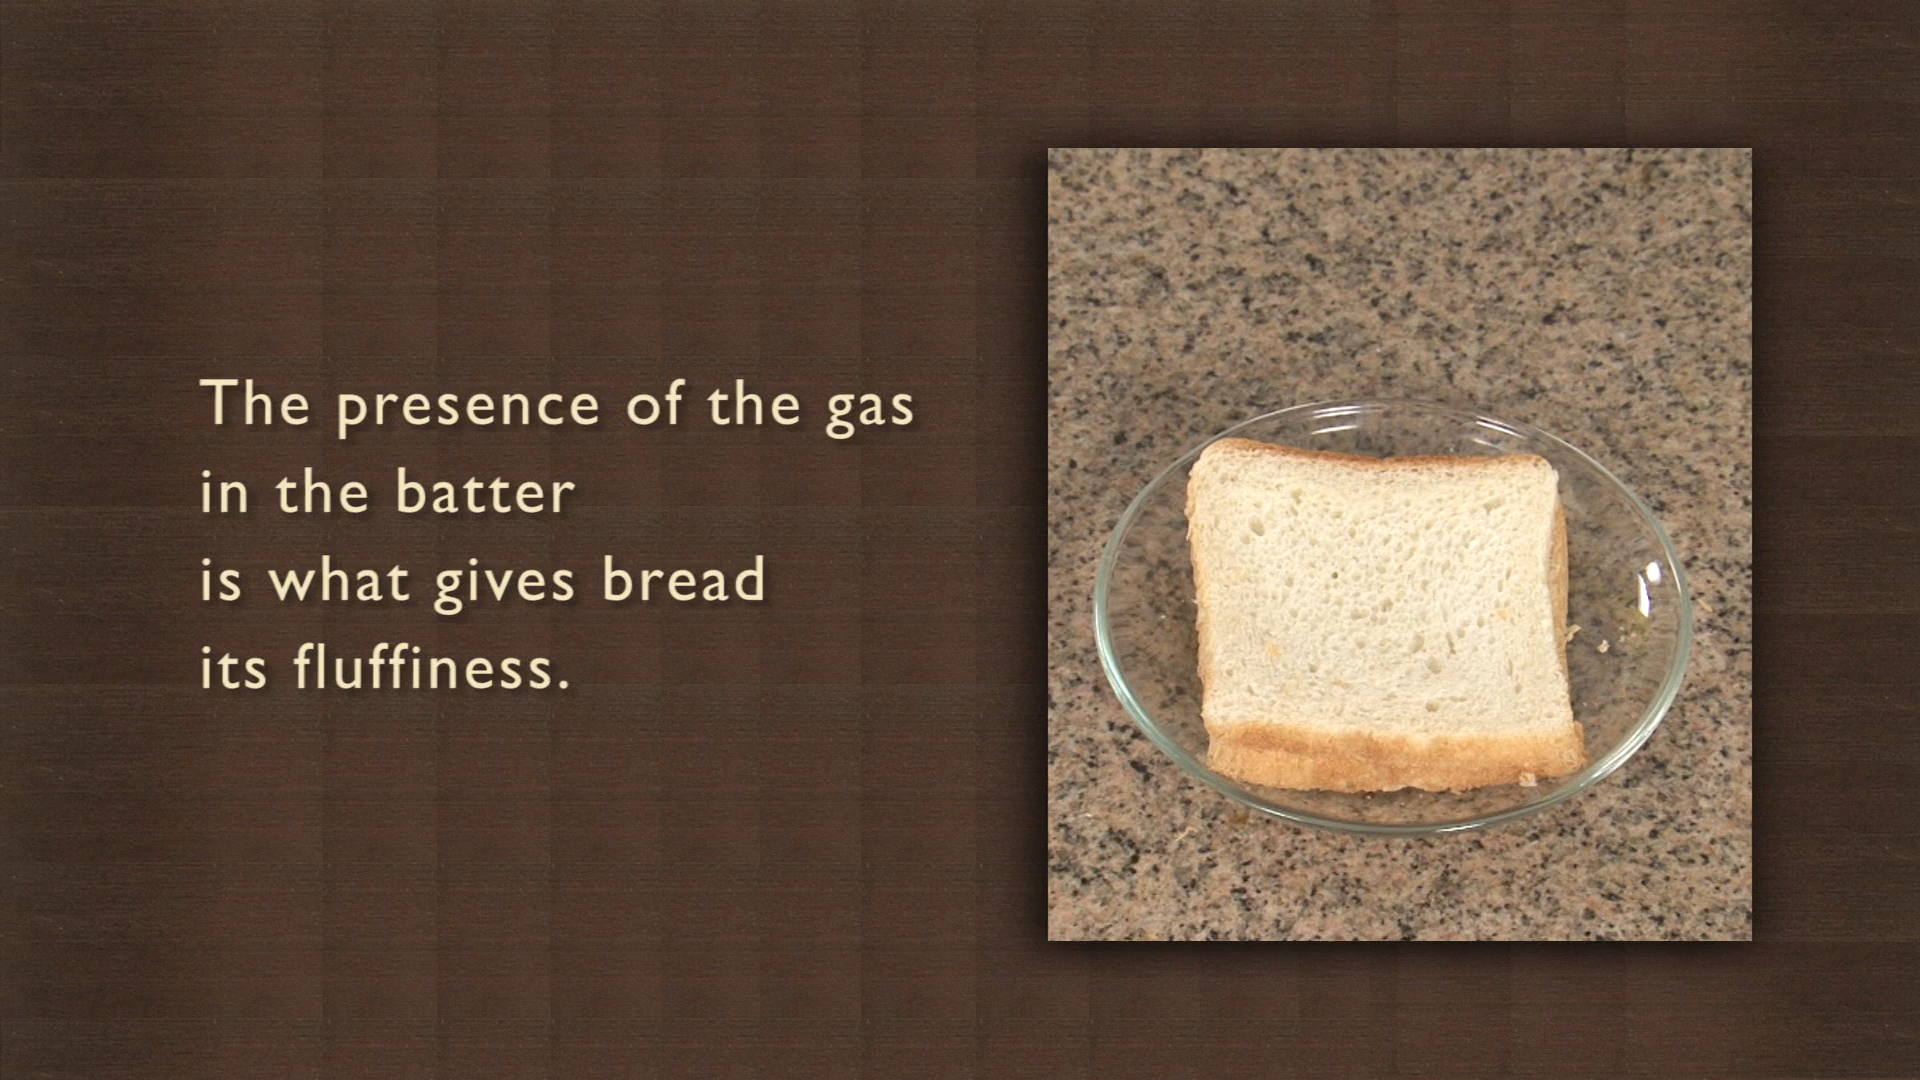 The presence of the gas
in the batter
is what gives bread
its fluffiness.